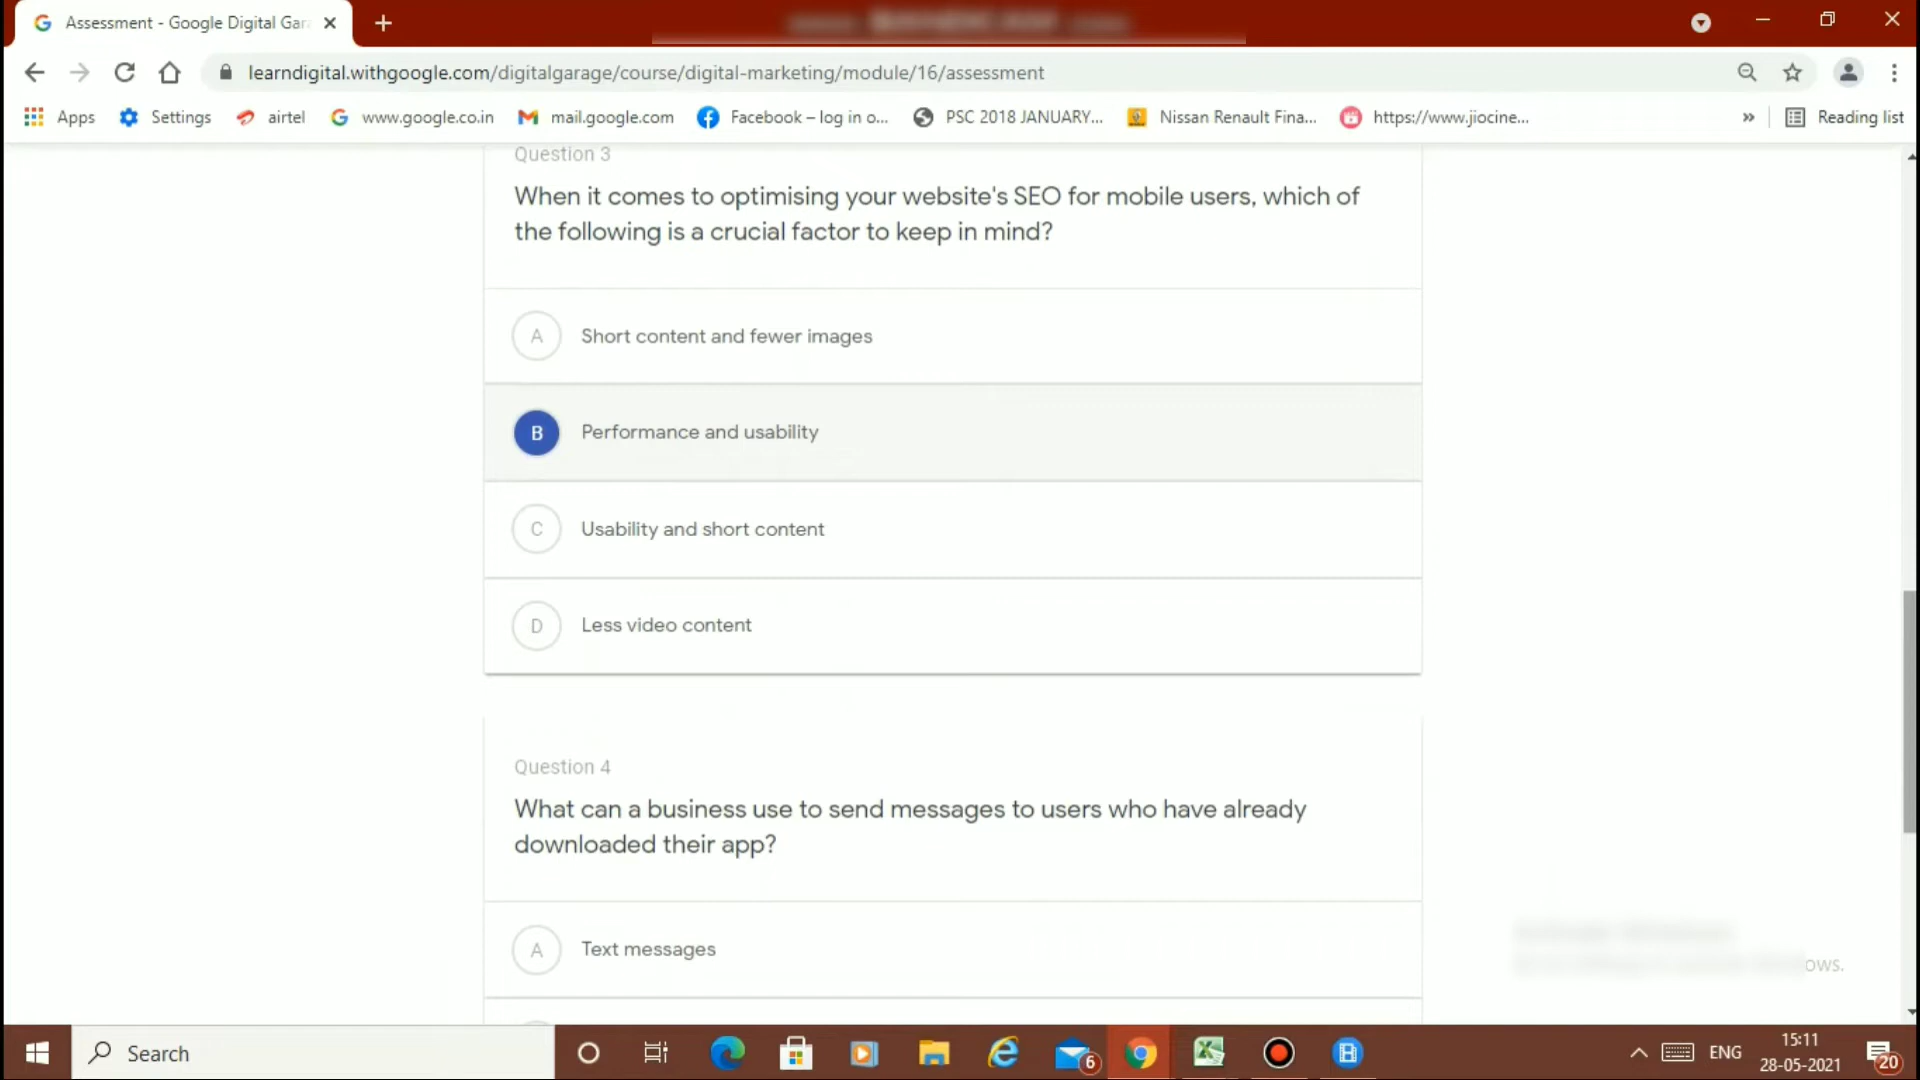 Assessment - Google Digital Gar
learndigital.withgoogle.com/digitalgarage/course/digital-marketing/module/16/assessment
Apps Settings airtel www.google.co.in mail.google.com Facebook – log in o... PSC 2018 JANUARY... Nissan Renault Fina... https://www.jiocine... » Reading list
Question 3
When it comes to optimising your website's SEO for mobile users, which of
the following is a crucial factor to keep in mind?
A Short content and fewer images
B Performance and usability
C Usability and short content
D Less video content
Question 4
What can a business use to send messages to users who have already
downloaded their app?
A Text messages
ows.
Search
6
ENG
15:11
28-05-2021
20